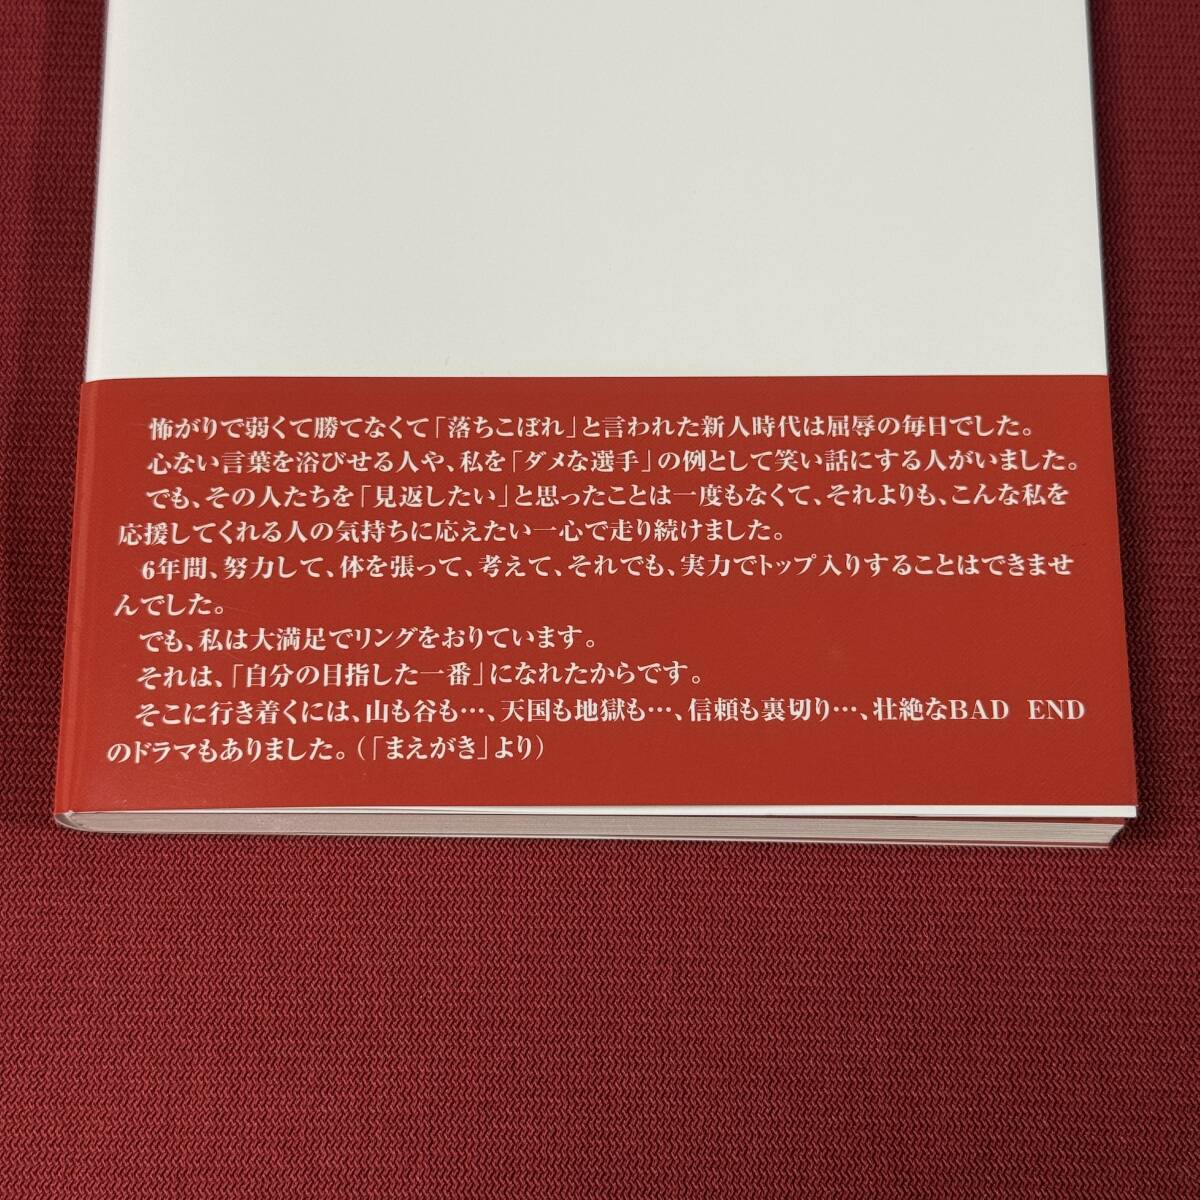 怖がりで弱くて勝てなくて「落ちこぼれ」と言われた新人時代は屈辱の毎日でした。
心ない言葉を浴びせる人や、私を「ダメな選手」の例として笑い話にする人がいました。
でも、その人たちを「見返したい」と思ったことは一度もなくて、それよりも、こんな私を
応援してくれる人の気持ちに応えたい一心で走り続けました。
6年間、努力して、体を張って、考えて、それでも、実力でトップ入りすることはできませ
んでした。
でも、私は大満足でリングをおりています。
それは、「自分の目指した一番」になれたからです。
そこに行き着くには、山も谷も…、天国も地獄も…、信頼も裏切り…、壮絶なBAD END
のドラマもありました。（「まえがき」より）